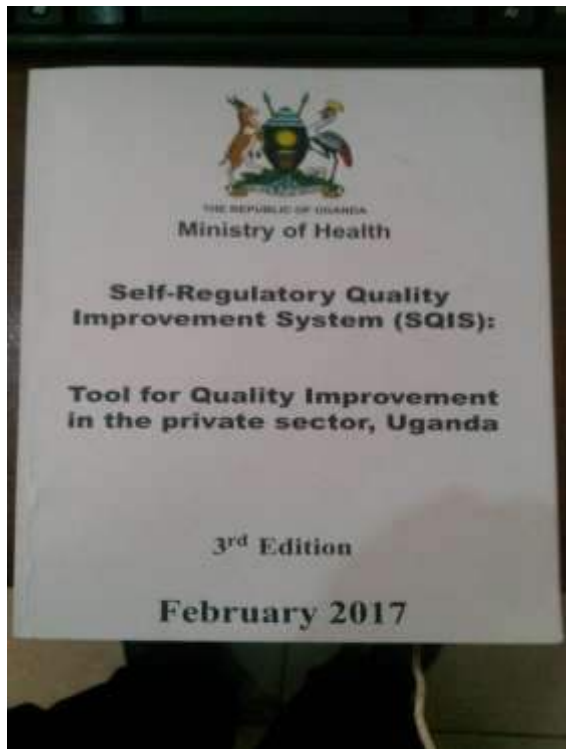 THE REPUBLIC OF UGANDA
Ministry of Health
Self-Regulatory Quality
Improvement System (SQIS):
Tool for Quality Improvement
in the private sector, Uganda
3rd Edition
February 2017